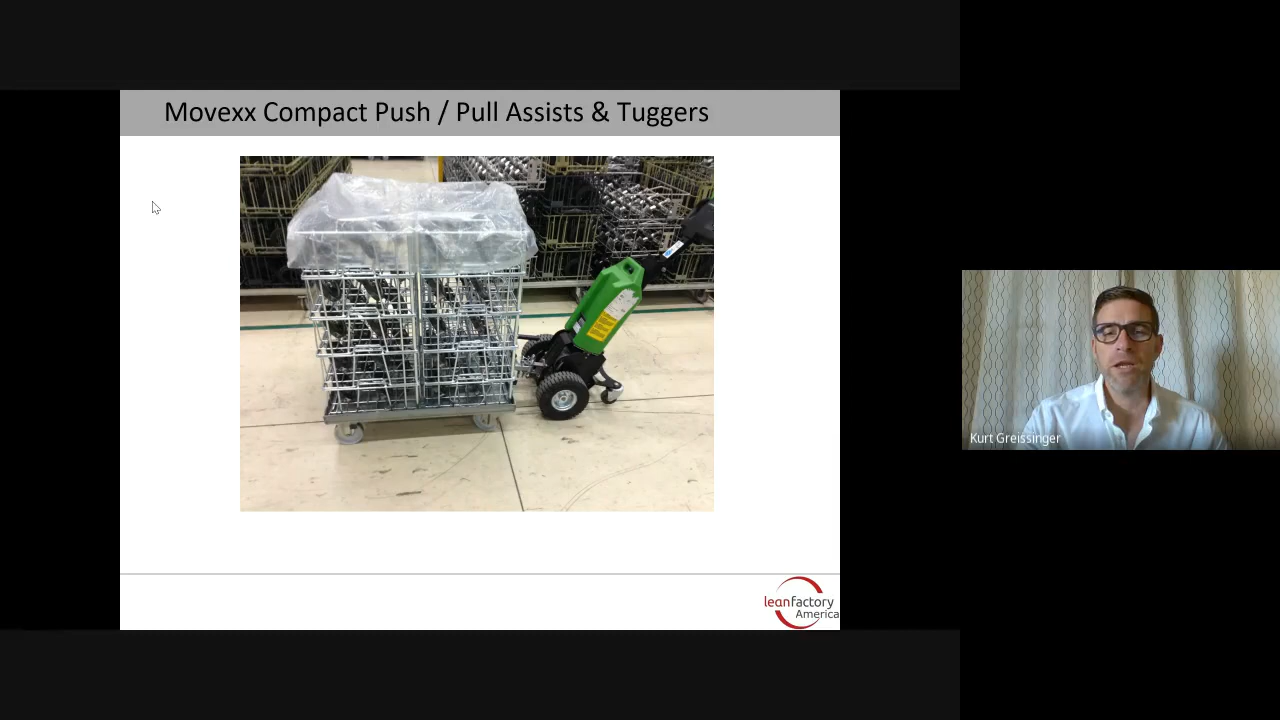 Movexx Compact Push / Pull Assists & Tuggers
Kurt Greissinger
leanfactory
America